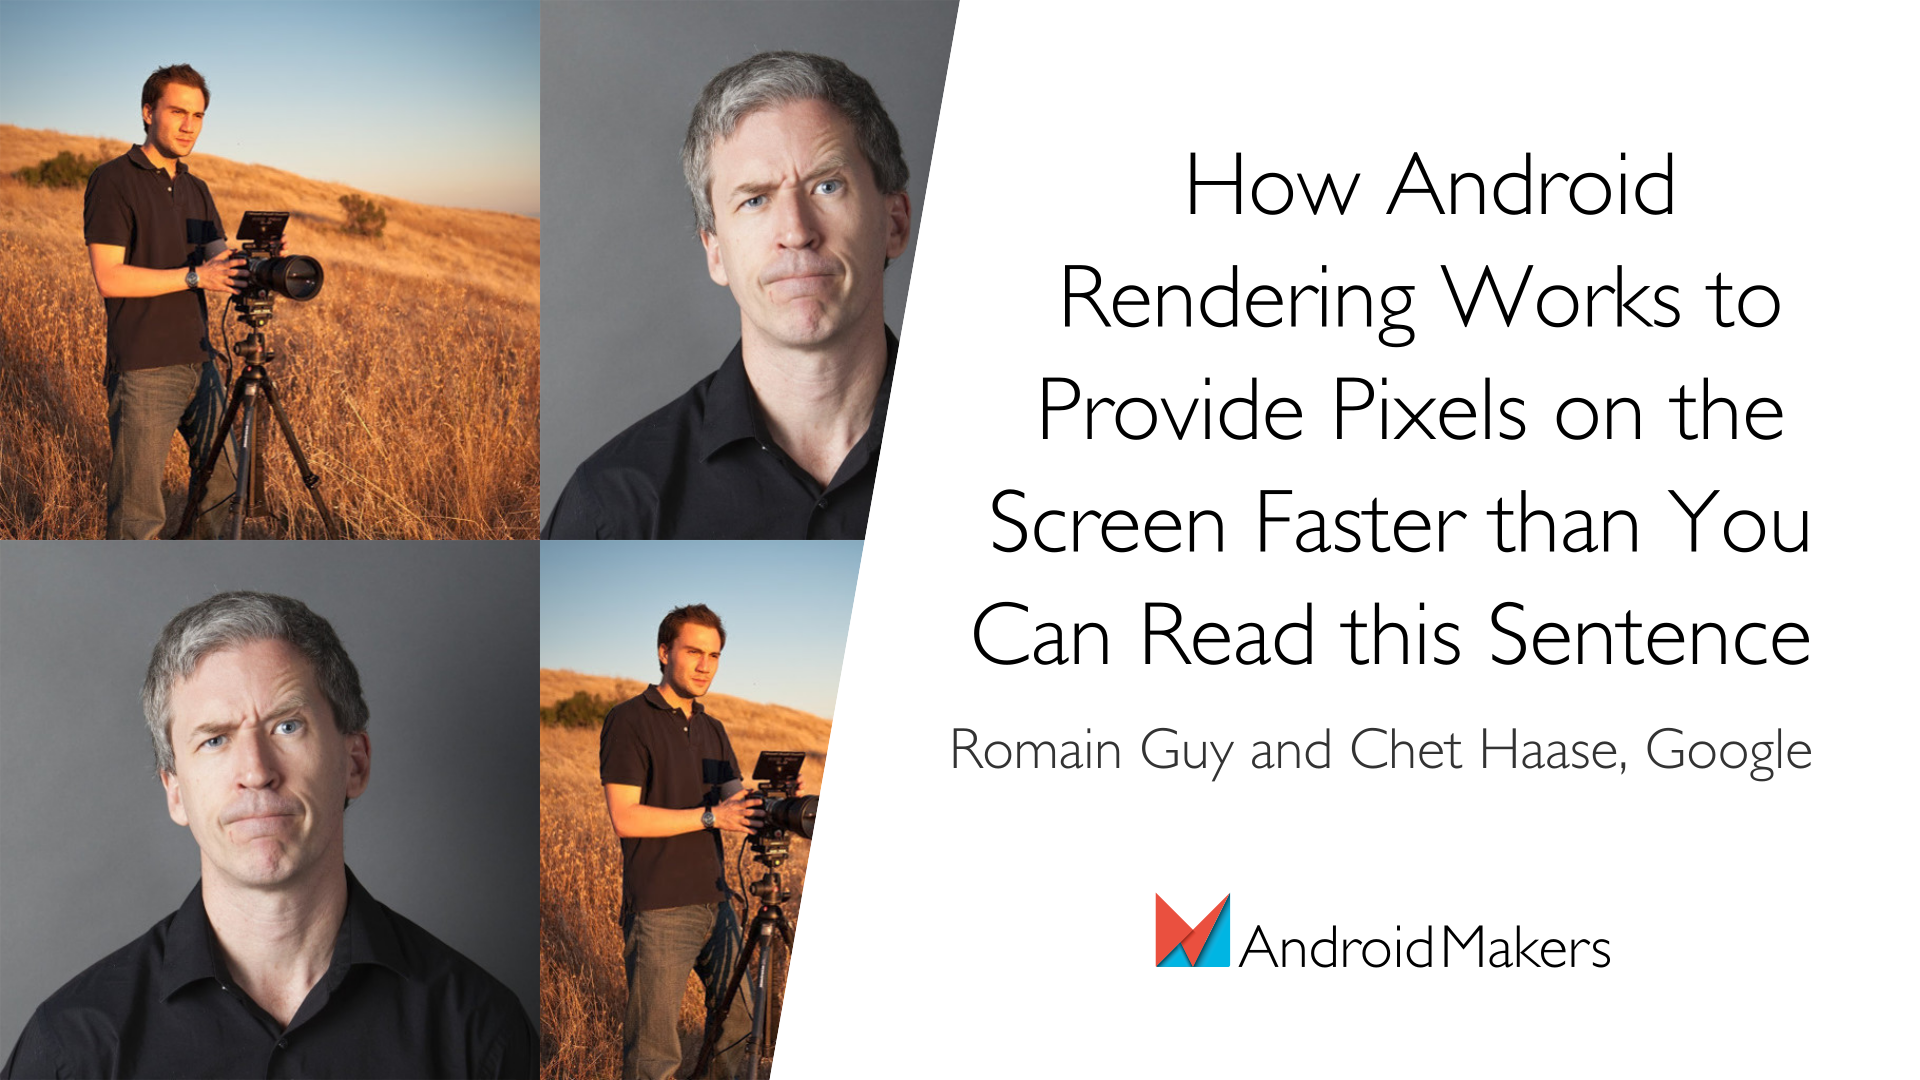 How Android
Rendering Works to
Provide Pixels on the
Screen Faster than You
Can Read this Sentence
Romain Guy and Chet Haase, Google
AndroidMakers